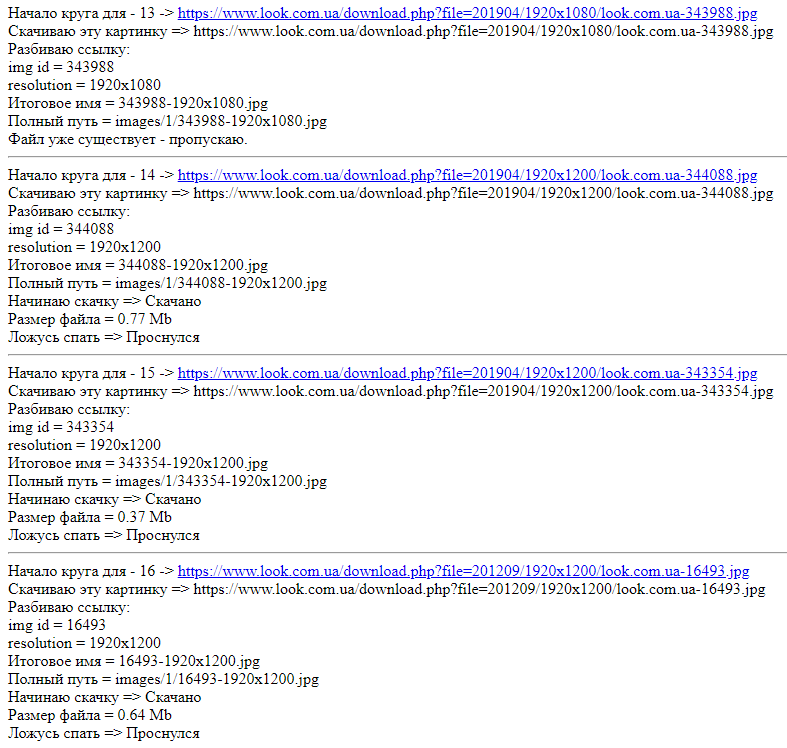 Начало круга для - 13 -> https://www.look.com.ua/download.php?file=201904/1920x1080/look.com.ua-343988.jpg
Скачиваю эту картинку => https://www.look.com.ua/download.php?file=201904/1920x1080/look.com.ua-343988.jpg
Разбиваю ссылку:
img id = 343988
resolution = 1920x1080
Итоговое имя = 343988-1920x1080.jpg
Полный путь = images/1/343988-1920x1080.jpg
Файл уже существует - пропускаю.
Начало круга для - 14 -> https://www.look.com.ua/download.php?file=201904/1920x1200/look.com.ua-344088.jpg
Скачиваю эту картинку => https://www.look.com.ua/download.php?file=201904/1920x1200/look.com.ua-344088.jpg
Разбиваю ссылку:
img id = 344088
resolution = 1920x1200
Итоговое имя = 344088-1920x1200.jpg
Полный путь = images/1/344088-1920x1200.jpg
Начинаю скачку => Скачано
Размер файла = 0.77 Mb
Ложусь спать => Проснулся
Начало круга для - 15 -> https://www.look.com.ua/download.php?file=201904/1920x1200/look.com.ua-343354.jpg
Скачиваю эту картинку => https://www.look.com.ua/download.php?file=201904/1920x1200/look.com.ua-343354.jpg
Разбиваю ссылку:
img id = 343354
resolution = 1920x1200
Итоговое имя = 343354-1920x1200.jpg
Полный путь = images/1/343354-1920x1200.jpg
Начинаю скачку => Скачано
Размер файла = 0.37 Mb
Ложусь спать => Проснулся
Начало круга для - 16 -> https://www.look.com.ua/download.php?file=201209/1920x1200/look.com.ua-16493.jpg
Скачиваю эту картинку => https://www.look.com.ua/download.php?file=201209/1920x1200/look.com.ua-16493.jpg
Разбиваю ссылку:
img id = 16493
resolution = 1920x1200
Итоговое имя = 16493-1920x1200.jpg
Полный путь = images/1/16493-1920x1200.jpg
Начинаю скачку => Скачано
Размер файла = 0.64 Mb
Ложусь спать => Проснулся